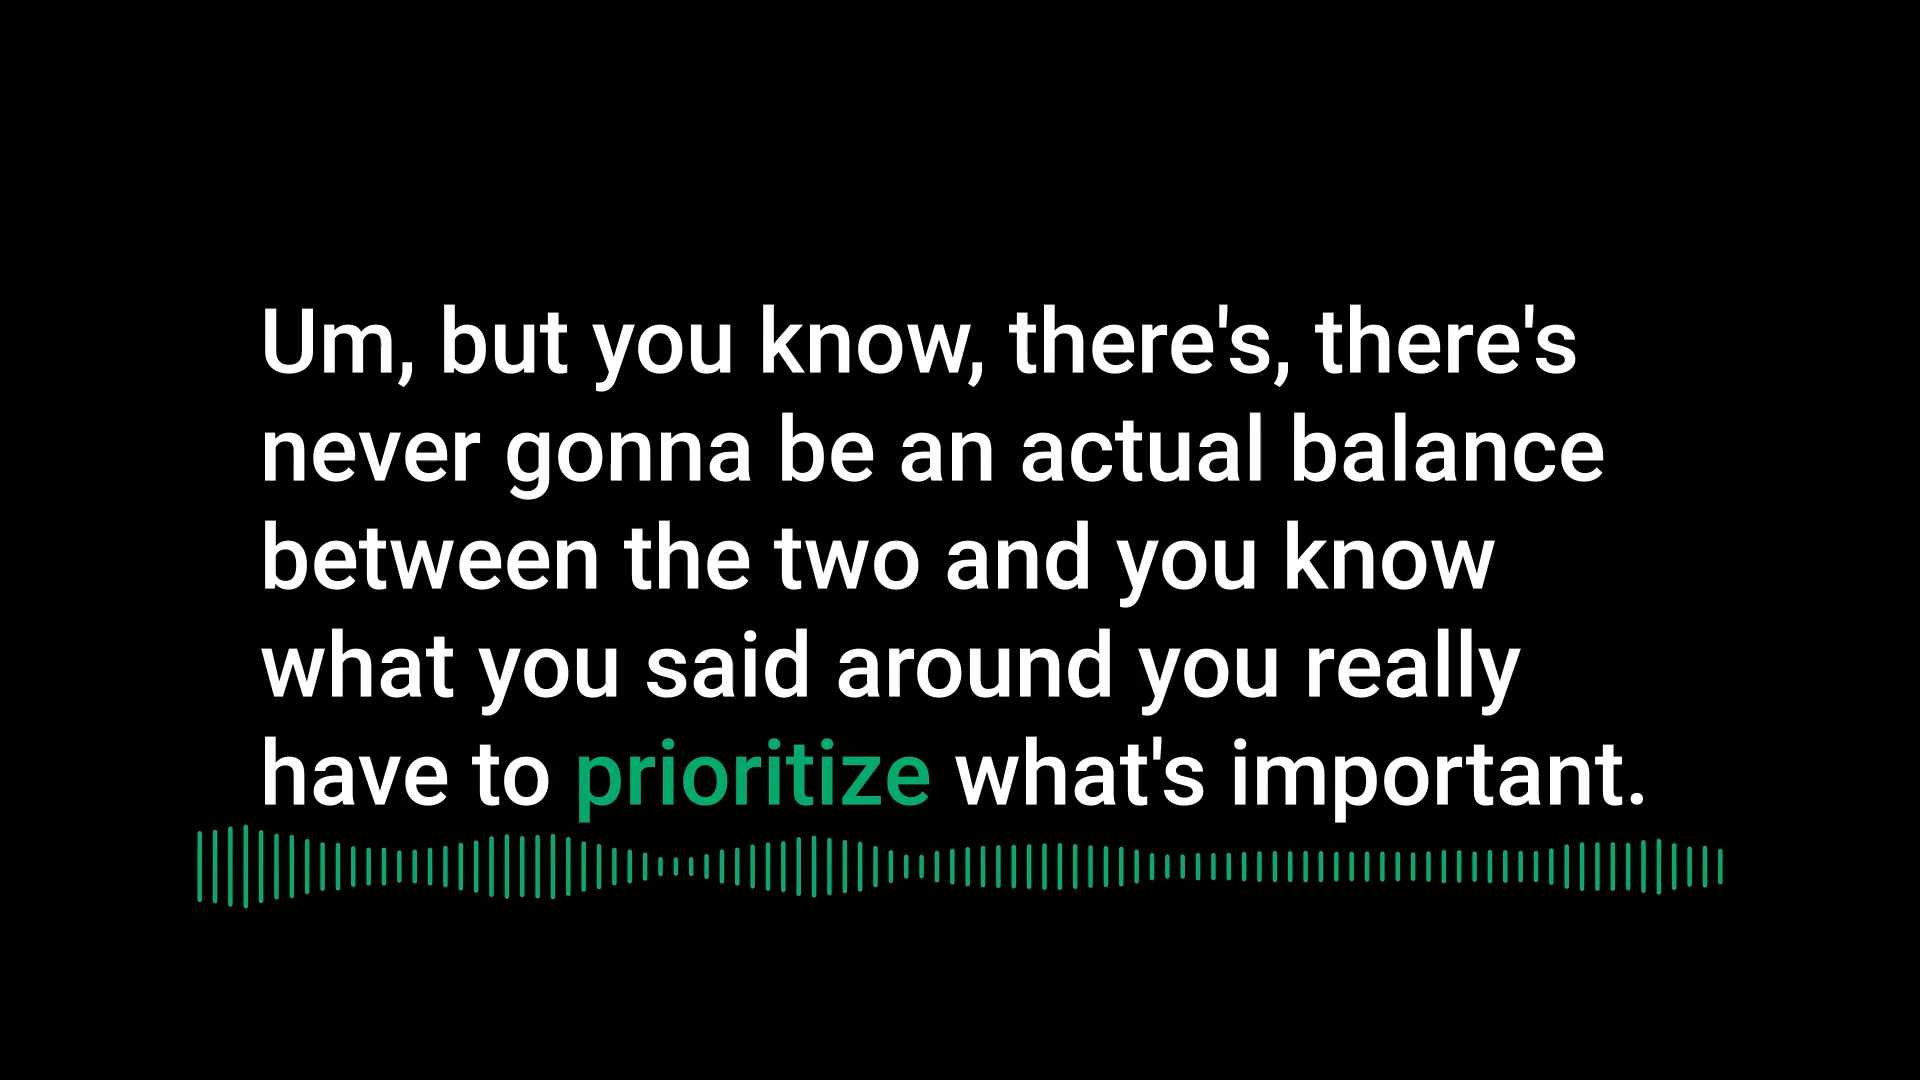 Um, but you know, there's, there's
never gonna be an actual balance
between the two and you know
what you said around you really
have to prioritize what's important.